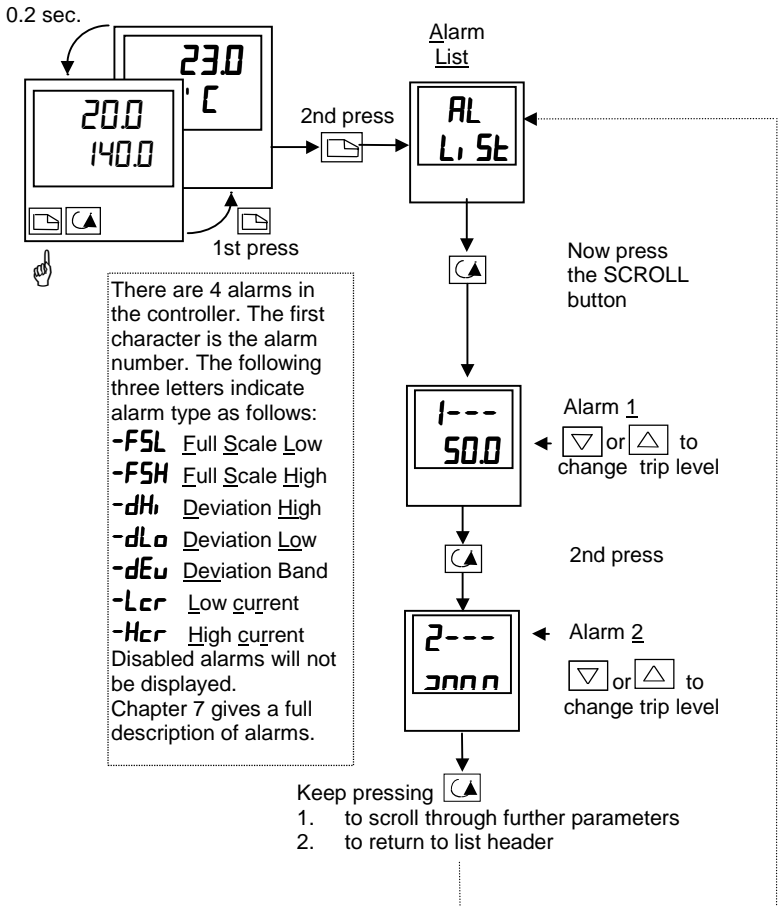 0.2 sec.
23.0
°C
20.0
140.0
1st press
2nd press
Alarm
List
AL
Li St
Now press
the SCROLL
button
There are 4 alarms in
the controller. The first
character is the alarm
number. The following
three letters indicate
alarm type as follows:
-FSL Full Scale Low
-FSH Full Scale High
-dHi Deviation High
-dLo Deviation Low
-dEv Deviation Band
-Lcr Low current
-Hcr High current
Disabled alarms will not
be displayed.
Chapter 7 gives a full
description of alarms.
1---
50.0
Alarm 1
or to
change trip level
2nd press
2---
Alarm 2
or to
change trip level
Keep pressing
1. to scroll through further parameters
2. to return to list header